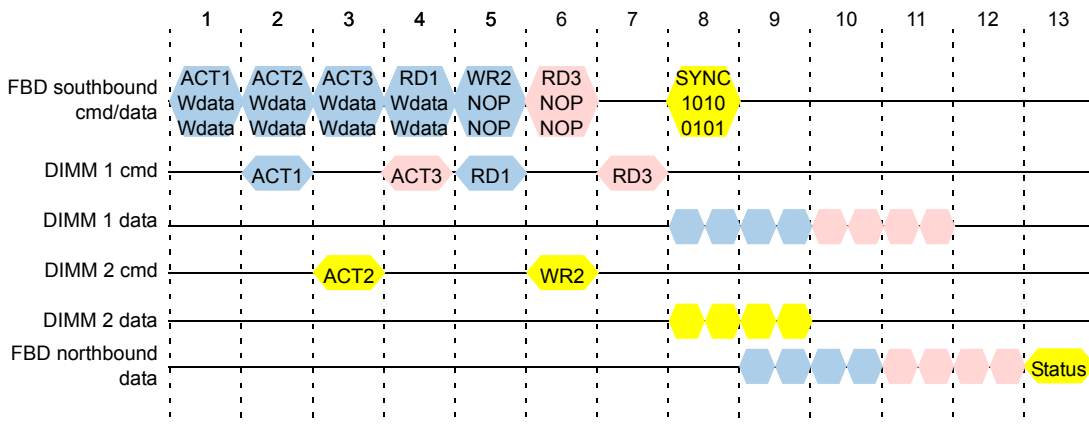 1 2 3 4 5 6 7 8 9 10 11 12 13
FBD southbound
cmd/data
ACT1 ACT2 ACT3 RD1 WR2 RD3 SYNC
Wdata Wdata Wdata Wdata NOP NOP 1010
Wdata Wdata Wdata Wdata NOP NOP 0101
DIMM 1 cmd ACT1 ACT3 RD1 RD3
DIMM 1 data
DIMM 2 cmd ACT2 WR2
DIMM 2 data
FBD northbound
data
Status